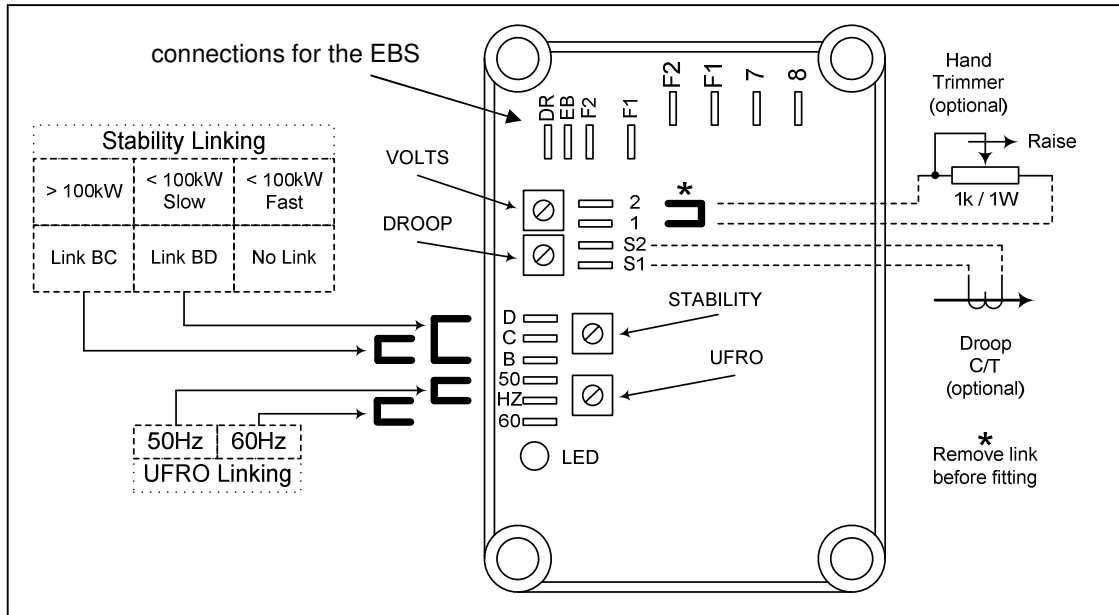 connections for the EBS
DR
EB
F2
F1
F2
F1
7
8
Hand
Trimmer
(optional)
Raise
1k / 1W
Stability Linking
> 100kW
< 100kW
Slow
< 100kW
Fast
Link BC
Link BD
No Link
VOLTS
DROOP
2
1
S2
S1
*
STABILITY
UFRO
D
C
B
50
HZ
60
LED
50Hz
60Hz
UFRO Linking
Droop
C/T
(optional)
*
Remove link
before fitting